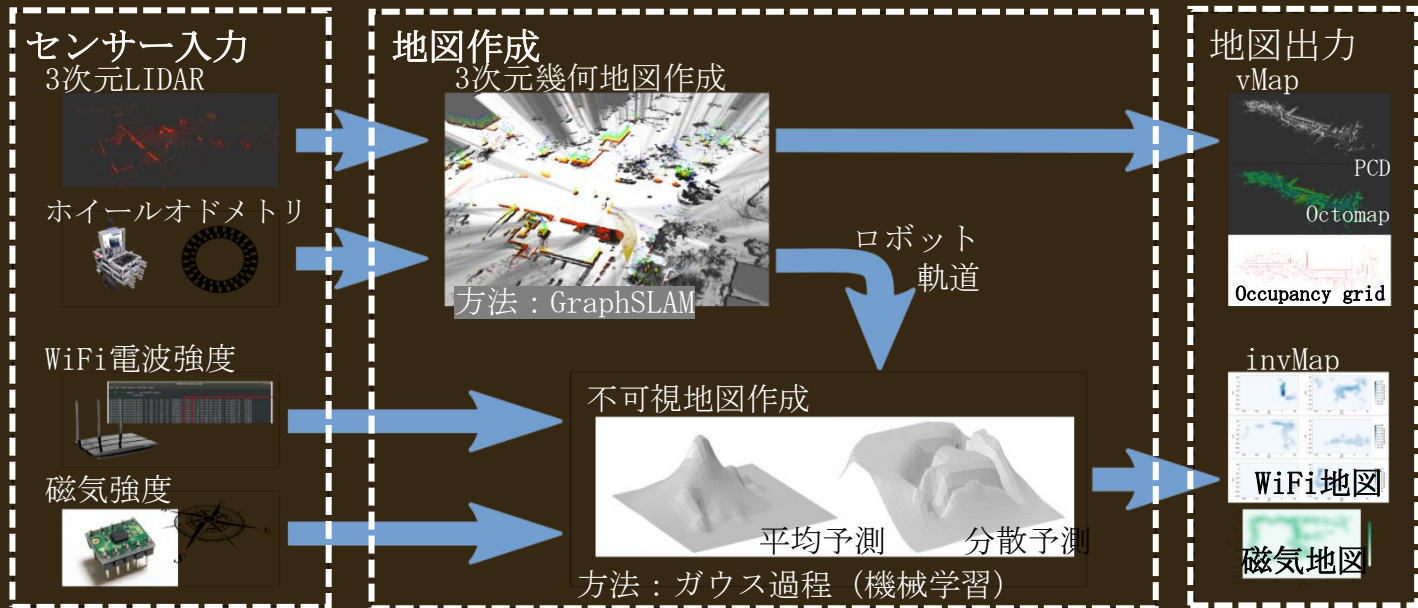 センサー入力
3次元LIDAR
ホイールオドメトリ
WiFi電波強度
磁気強度
地図作成
3次元幾何地図作成
方法：GraphSLAM
ロボット
軌道
不可視地図作成
平均予測
分散予測
方法：ガウス過程（機械学習）
地図出力
vMap
PCD
Octomap
Occupancy grid
invMap
WiFi地図
磁気地図